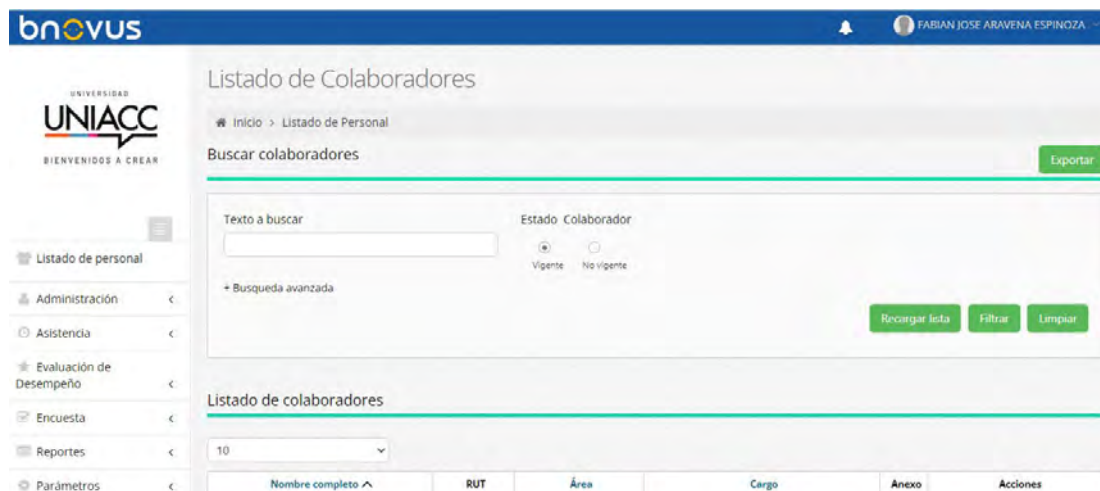 bnovus
FABIAN JOSE ARAVENA ESPINOZA
UNIVERSIDAD
UNIACC
BIENVENIDOS A CREAR
Listado de personal
Administración
Asistencia
Evaluación de
Desempeño
Encuesta
Reportes
Parámetros
Listado de Colaboradores
Inicio > Listado de Personal
Buscar colaboradores
Exportar
Texto a buscar
Estado Colaborador
Vigente No vigente
+ Busqueda avanzada
Recargar lista Filtrar Limpiar
Listado de colaboradores
10
Nombre completo RUT Área Cargo Anexo Acciones